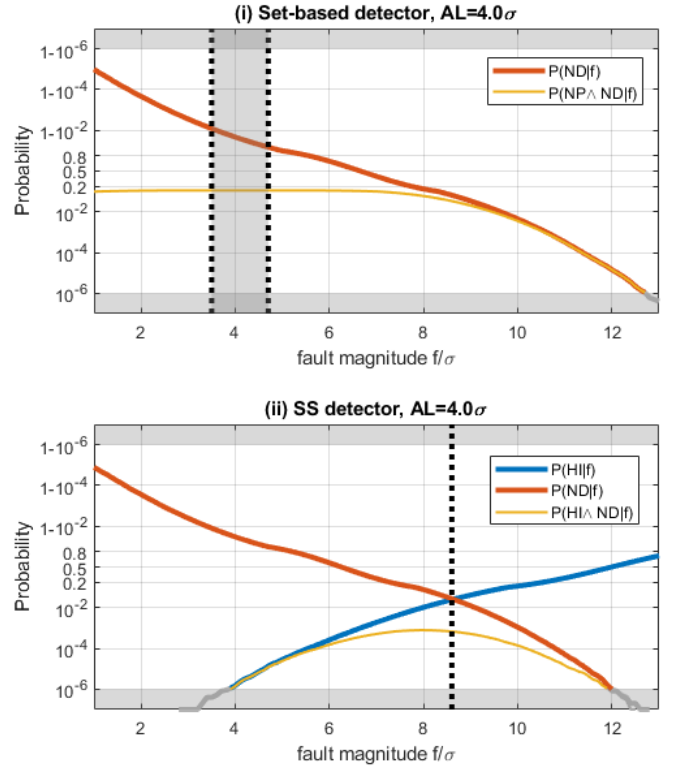 (i) Set-based detector, AL=4.0σ
1-10⁻⁶
1-10⁻⁴
1-10⁻²
0.8
0.5
0.2
10⁻²
10⁻⁴
10⁻⁶
Probability
P(ND|f)
P(NP∧ ND|f)
2 4 6 8 10 12
fault magnitude f/σ
(ii) SS detector, AL=4.0σ
1-10⁻⁶
1-10⁻⁴
1-10⁻²
0.8
0.5
0.2
10⁻²
10⁻⁴
10⁻⁶
Probability
P(HI|f)
P(ND|f)
P(HI∧ ND|f)
2 4 6 8 10 12
fault magnitude f/σ